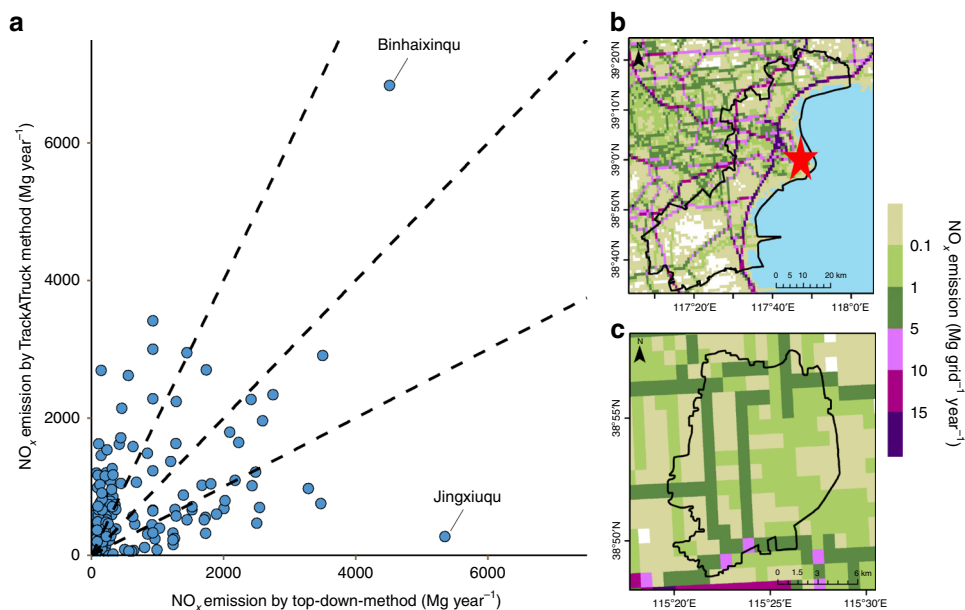 a
NOx emission by TrackATruck method (Mg year⁻¹)
6000
4000
2000
0
0
2000
4000
6000
NOx emission by top-down-method (Mg year⁻¹)
Binhaixinqu
Jingxiuqu
b
N
39°20′N
39°10′N
39°0′N
38°50′N
38°40′N
0 5 10 20 km
117°20′E 117°40′E 118°0′E
c
N
38°55′N
38°50′N
0 1.5 3 6 km
115°20′E 115°25′E 115°30′E
0.1
1
5
10
15
NOx emission (Mg grid⁻¹ year⁻¹)